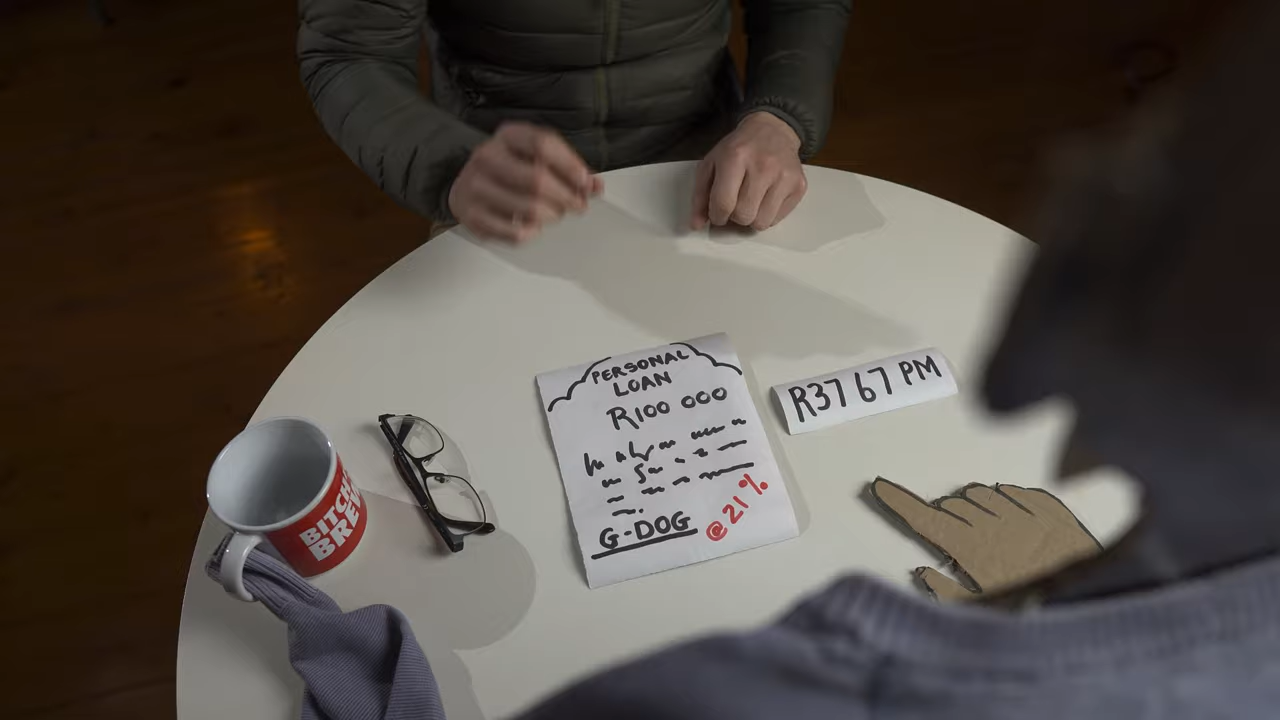 PERSONAL
LOAN
R100 000
G-DOG
@ 21%
R3767 PM
BITCH
BREW